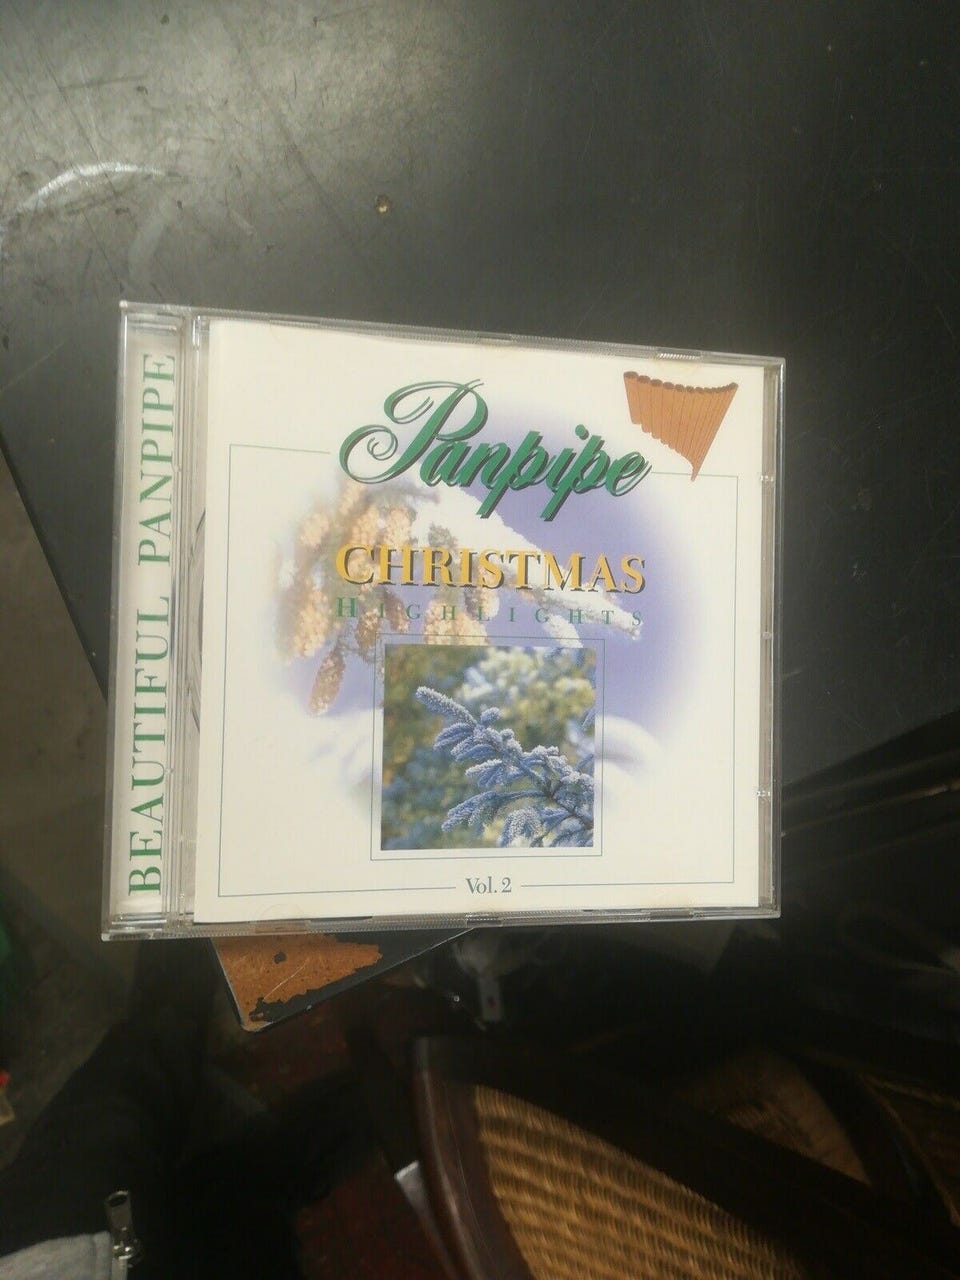 BEAUTIFUL PANPIPE
Panpipe
CHRISTMAS
HIGHLIGHTS
Vol. 2